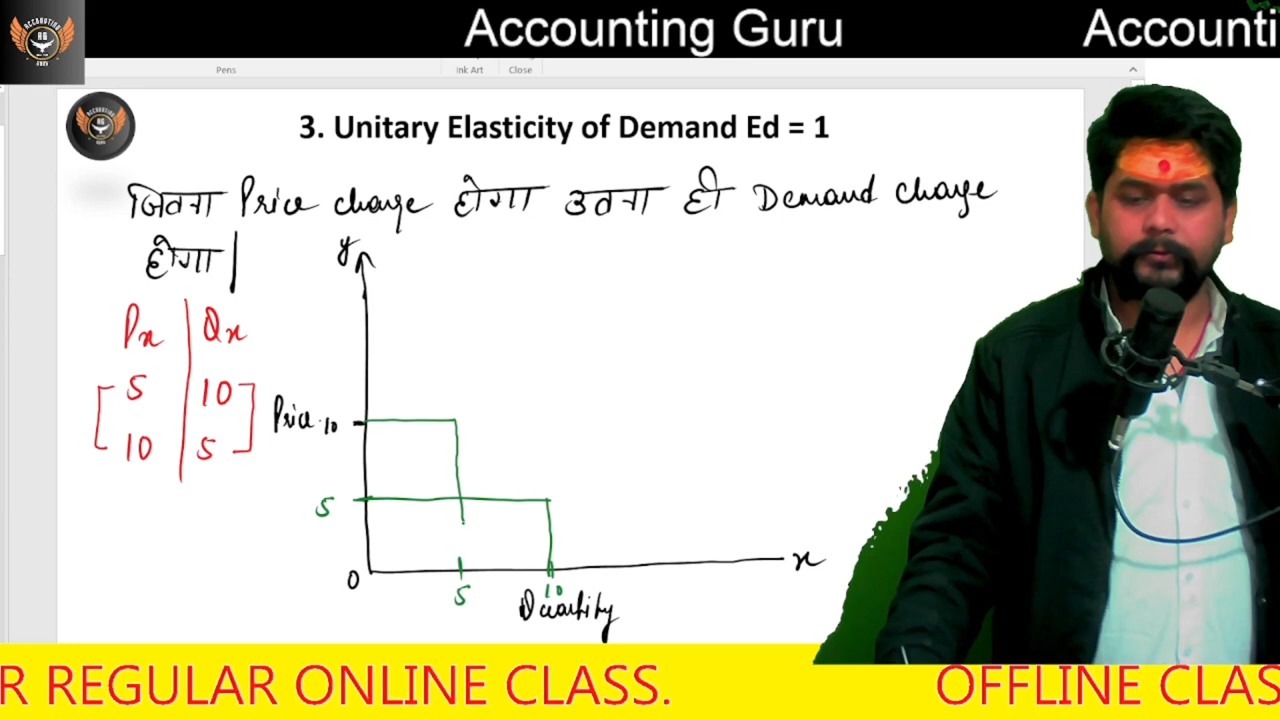 Accounting Guru
Accounti
Pens
Ink Art
Close
3. Unitary Elasticity of Demand Ed = 1
जितना Price change होगा उतना ही Demand change
होगा|
Px Qx
5 10
10 5
y
Price 10
5
0
5
10
x
Quantity
R REGULAR ONLINE CLASS.
OFFLINE CLAS